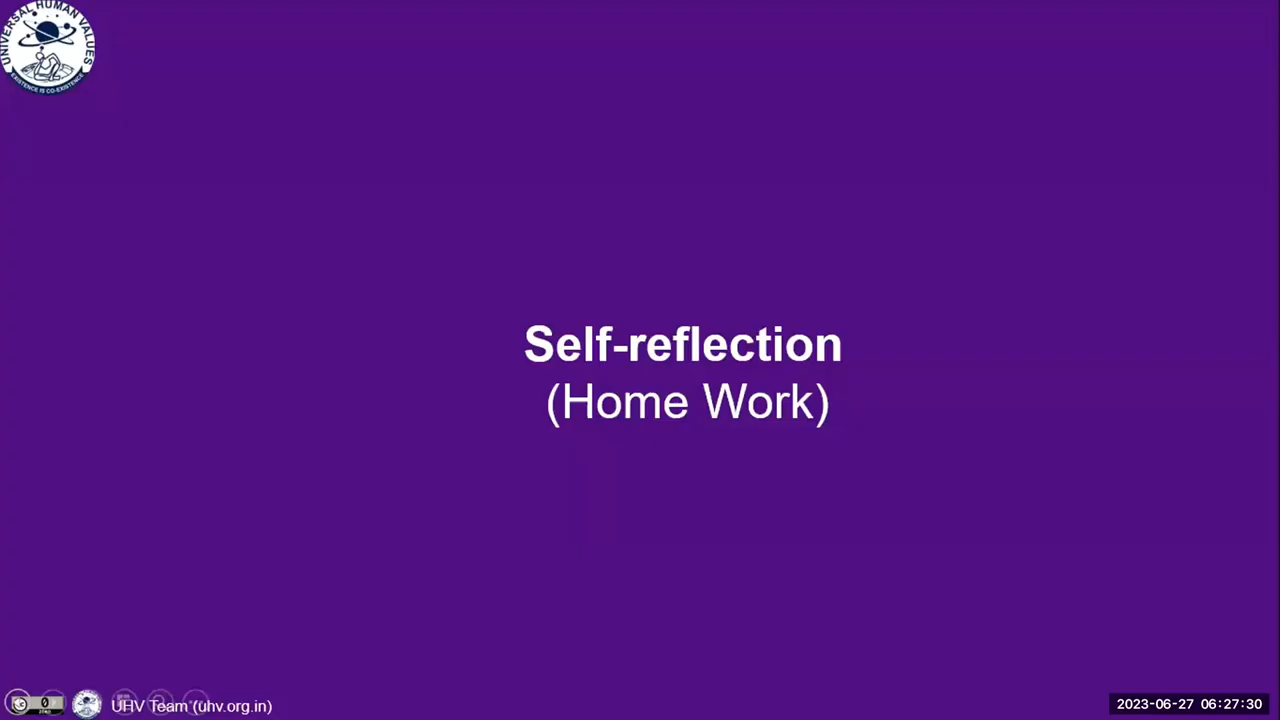 UNIVERSAL HUMAN VALUES
EXISTENCE IS CO-EXISTENCE
Self-reflection
(Home Work)
UHV Team (uhv.org.in)
2023-06-27 06:27:30